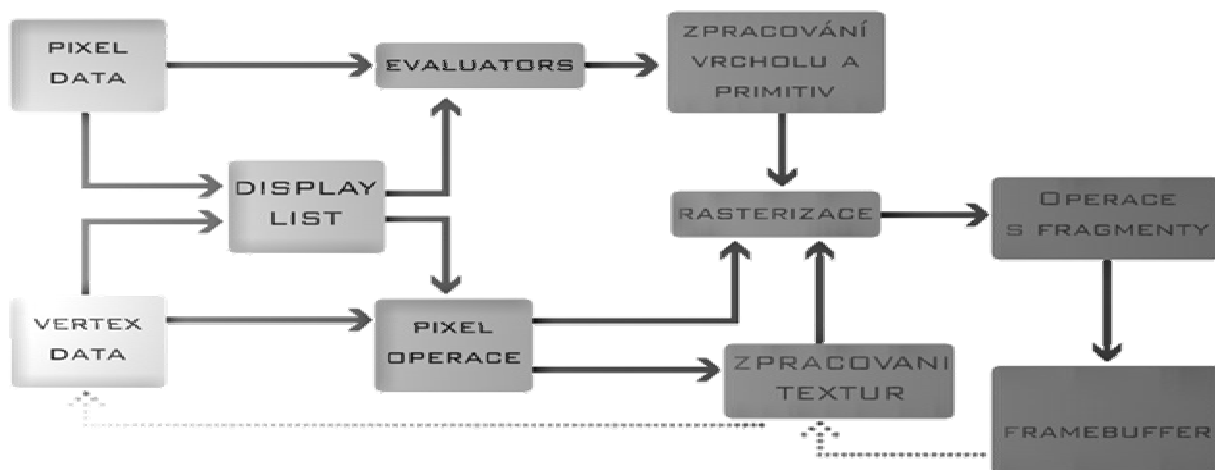 PIXEL
DATA
EVALUATORS
ZPRACOVÁNÍ
VRCHOLU A
PRIMITIV
DISPLAY
LIST
RASTERIZACE
OPERACE
S FRAGMENTY
VERTEX
DATA
PIXEL
OPERACE
ZPRACOVANI
TEXTUR
FRAMEBUFFER